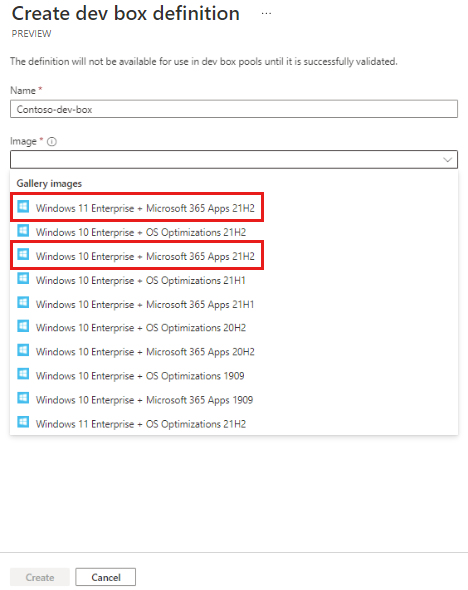 Create dev box definition ...
PREVIEW
The definition will not be available for use in dev box pools until it is successfully validated.
Name *
Contoso-dev-box
Image *
Gallery images
Windows 11 Enterprise + Microsoft 365 Apps 21H2
Windows 10 Enterprise + OS Optimizations 21H2
Windows 10 Enterprise + Microsoft 365 Apps 21H2
Windows 10 Enterprise + OS Optimizations 21H1
Windows 10 Enterprise + Microsoft 365 Apps 21H1
Windows 10 Enterprise + OS Optimizations 20H2
Windows 10 Enterprise + Microsoft 365 Apps 20H2
Windows 10 Enterprise + OS Optimizations 1909
Windows 10 Enterprise + Microsoft 365 Apps 1909
Windows 11 Enterprise + OS Optimizations 21H2
Create Cancel